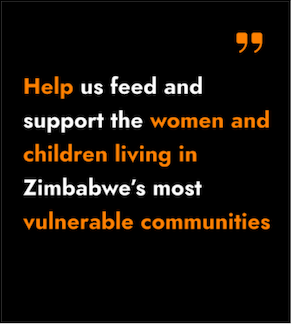 ”
Help us feed and
support the women and
children living in
Zimbabwe’s most
vulnerable communities